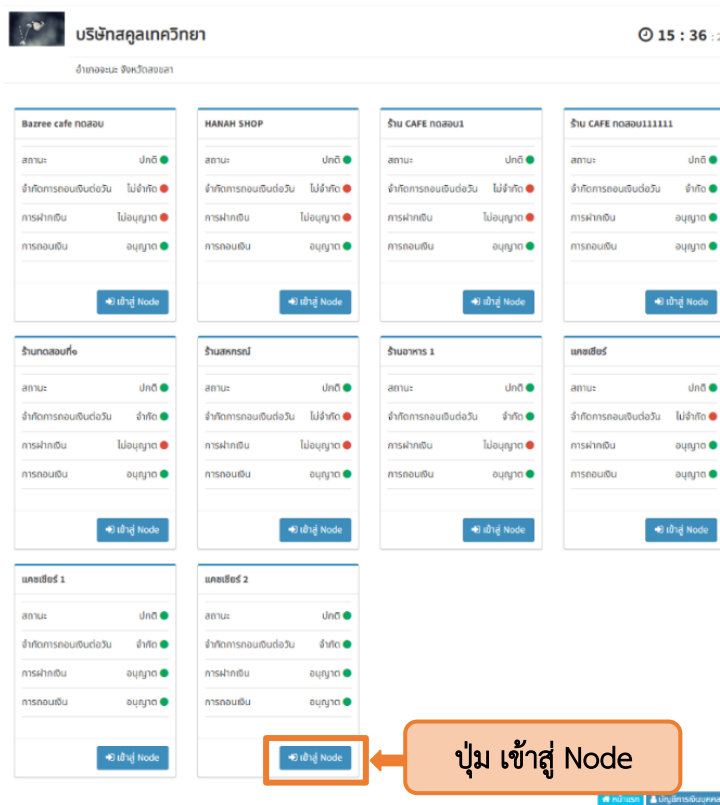 บริษัทสคูลเทควิทยา
15 : 36
อำเภอจะนะ จังหวัดสงขลา
Bazree cafe ทดสอบ
สถานะ ปกติ
จำกัดการถอนเงินต่อวัน ไม่จำกัด
การฝากเงิน ไม่อนุญาต
การถอนเงิน อนุญาต
เข้าสู่ Node
HANAH SHOP
สถานะ ปกติ
จำกัดการถอนเงินต่อวัน ไม่จำกัด
การฝากเงิน ไม่อนุญาต
การถอนเงิน อนุญาต
เข้าสู่ Node
ร้าน CAFE ทดสอบ1
สถานะ ปกติ
จำกัดการถอนเงินต่อวัน ไม่จำกัด
การฝากเงิน ไม่อนุญาต
การถอนเงิน อนุญาต
เข้าสู่ Node
ร้าน CAFE ทดสอบ111111
สถานะ ปกติ
จำกัดการถอนเงินต่อวัน จำกัด
การฝากเงิน อนุญาต
การถอนเงิน อนุญาต
เข้าสู่ Node
ร้านทดสอบที่๑
สถานะ ปกติ
จำกัดการถอนเงินต่อวัน จำกัด
การฝากเงิน ไม่อนุญาต
การถอนเงิน อนุญาต
เข้าสู่ Node
ร้านสหกรณ์
สถานะ ปกติ
จำกัดการถอนเงินต่อวัน ไม่จำกัด
การฝากเงิน ไม่อนุญาต
การถอนเงิน อนุญาต
เข้าสู่ Node
ร้านอาหาร 1
สถานะ ปกติ
จำกัดการถอนเงินต่อวัน จำกัด
การฝากเงิน ไม่อนุญาต
การถอนเงิน อนุญาต
เข้าสู่ Node
แคชเชียร์
สถานะ ปกติ
จำกัดการถอนเงินต่อวัน ไม่จำกัด
การฝากเงิน อนุญาต
การถอนเงิน อนุญาต
เข้าสู่ Node
แคชเชียร์ 1
สถานะ ปกติ
จำกัดการถอนเงินต่อวัน จำกัด
การฝากเงิน อนุญาต
การถอนเงิน อนุญาต
เข้าสู่ Node
แคชเชียร์ 2
สถานะ ปกติ
จำกัดการถอนเงินต่อวัน จำกัด
การฝากเงิน อนุญาต
การถอนเงิน อนุญาต
เข้าสู่ Node
ปุ่ม เข้าสู่ Node
หน้าแรก บัญชีการเงินบุคคล